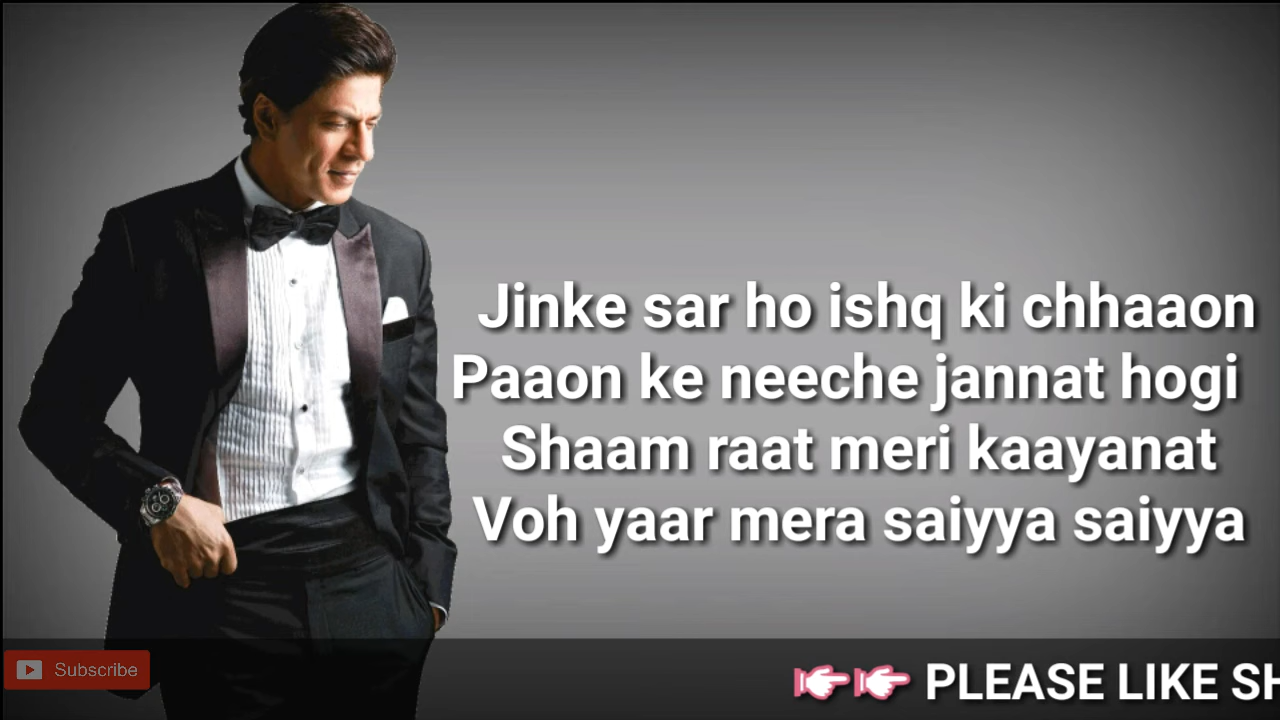 Jinke sar ho ishq ki chhaaon
Paaon ke neeche jannat hogi
Shaam raat meri kaayanat
Voh yaar mera saiyya saiyya
Subscribe
👉👉 PLEASE LIKE SH